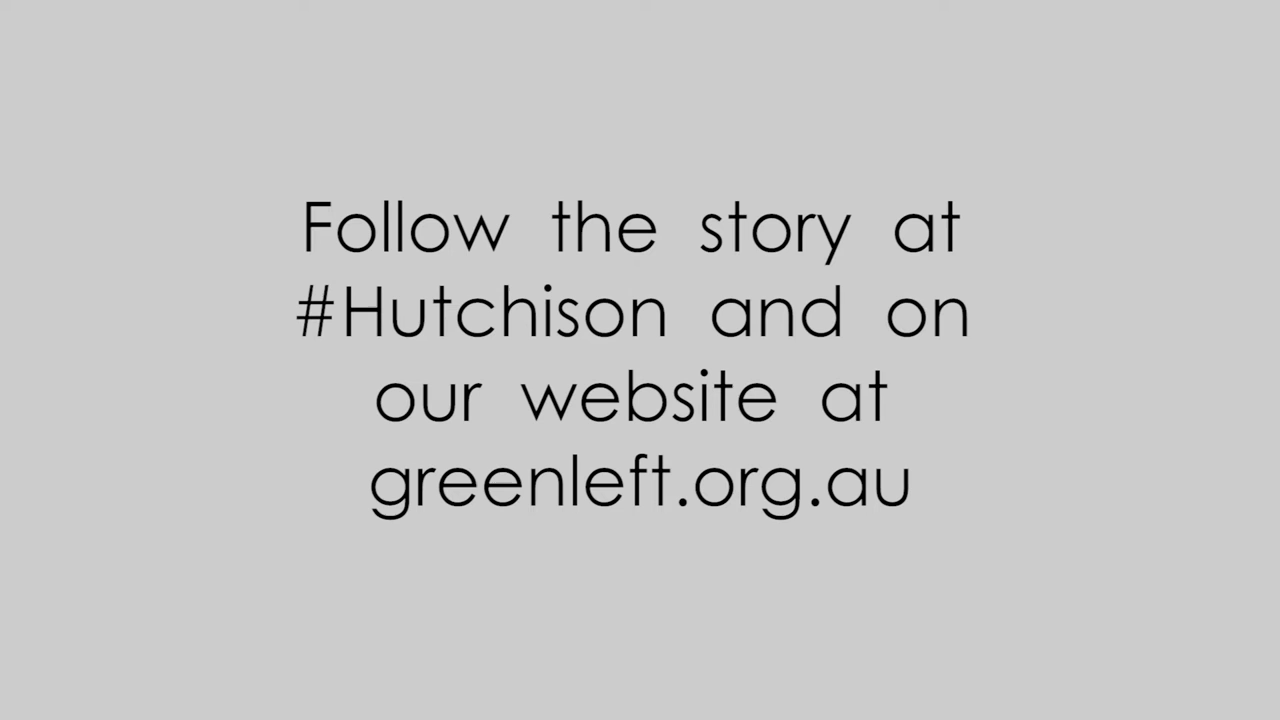 Follow the story at
#Hutchison and on
our website at
greenleft.org.au